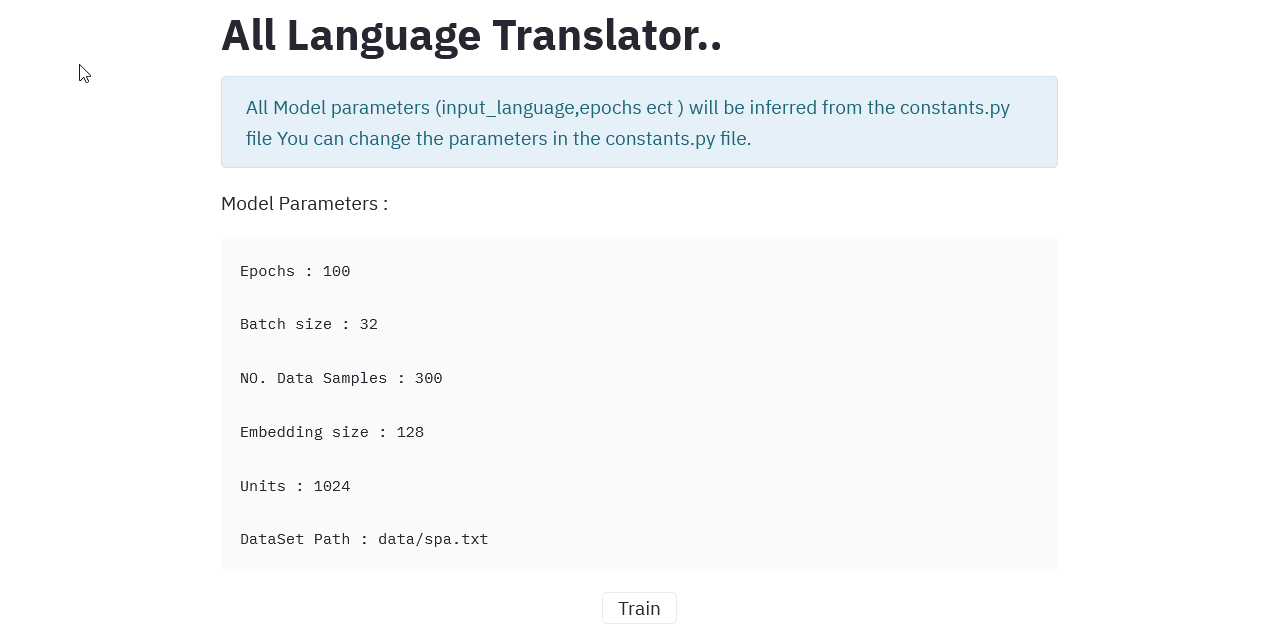 All Language Translator..
All Model parameters (input_language,epochs ect ) will be inferred from the constants.py
file You can change the parameters in the constants.py file.
Model Parameters :
Epochs : 100
Batch size : 32
NO. Data Samples : 300
Embedding size : 128
Units : 1024
DataSet Path : data/spa.txt
Train